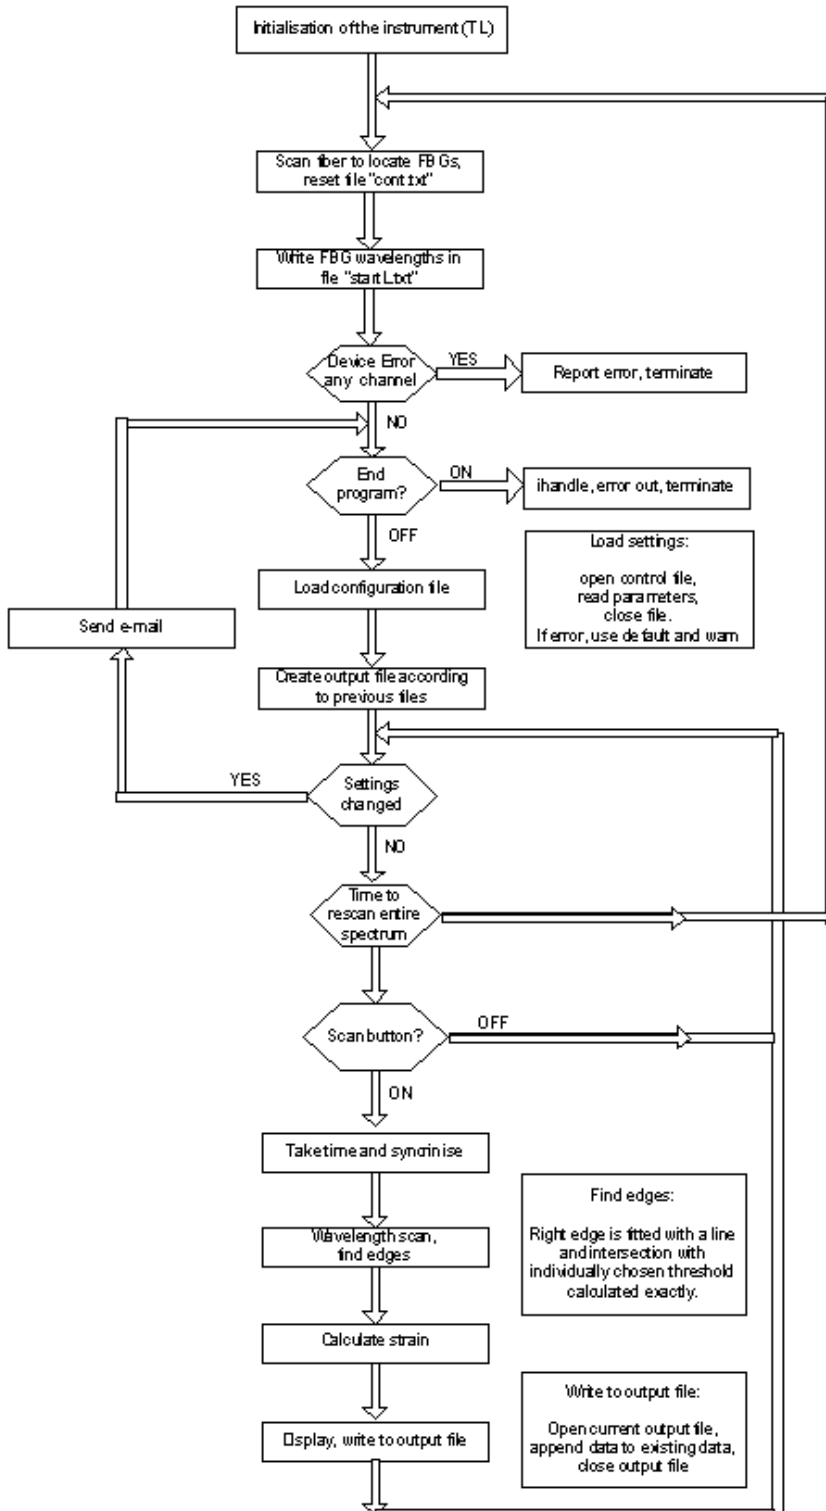 Initialisation of the instrument (TL)
Scan fiber to locate FBGs,
reset file "cont.txt"
Write FBG wavelengths in
file "startL.txt"
Device Error
any channel
YES
Report error, terminate
NO
End
program?
ON
ihandle, error out, terminate
OFF
Load settings:
open control file,
read parameters,
close file.
If error, use default and warn
Load configuration file
Send e-mail
Create output file according
to previous files
YES
Settings
changed
NO
Time to
rescan entire
spectrum
Scan button?
OFF
ON
Take time and syncrinise
Find edges:
Right edge is fitted with a line
and intersection with
individually chosen threshold
calculated exactly.
Wavelength scan,
find edges
Calculate strain
Write to output file:
Open current output file,
append data to existing data,
close output file
Display, write to output file